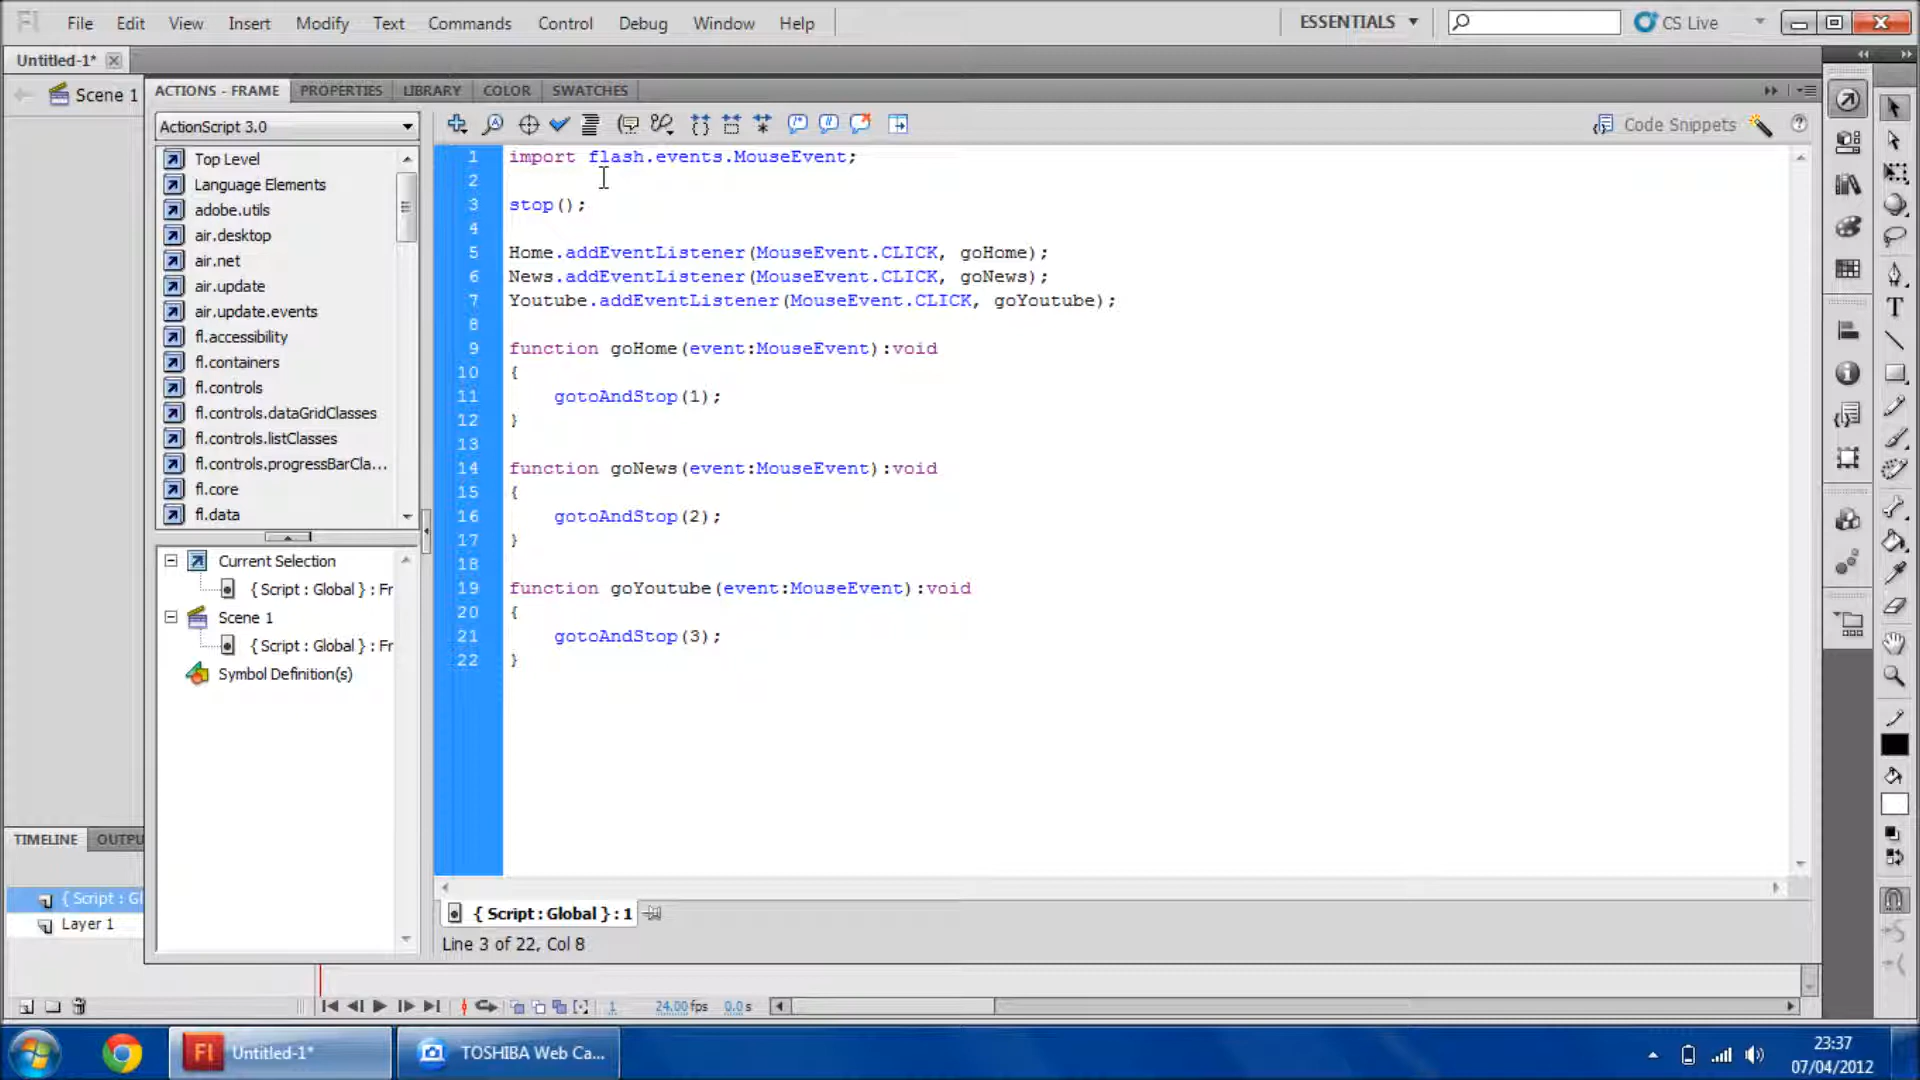 Fl File Edit View Insert Modify Text Commands Control Debug Window Help ESSENTIALS CS Live
Untitled-1*
Scene 1
ACTIONS - FRAME PROPERTIES LIBRARY COLOR SWATCHES
ActionScript 3.0
Code Snippets
Top Level
Language Elements
adobe.utils
air.desktop
air.net
air.update
air.update.events
fl.accessibility
fl.containers
fl.controls
fl.controls.dataGridClasses
fl.controls.listClasses
fl.controls.progressBarCla...
fl.core
fl.data
Current Selection
{ Script : Global } : Fr
Scene 1
{ Script : Global } : Fr
Symbol Definition(s)
1 import flash.events.MouseEvent;
2
3 stop();
4
5 Home.addEventListener(MouseEvent.CLICK, goHome);
6 News.addEventListener(MouseEvent.CLICK, goNews);
7 Youtube.addEventListener(MouseEvent.CLICK, goYoutube);
8
9 function goHome(event:MouseEvent):void
10 {
11 gotoAndStop(1);
12 }
13
14 function goNews(event:MouseEvent):void
15 {
16 gotoAndStop(2);
17 }
18
19 function goYoutube(event:MouseEvent):void
20 {
21 gotoAndStop(3);
22 }
{ Script : Global } : 1
Line 3 of 22, Col 8
TIMELINE OUTPU
{ Script : Gl
Layer 1
1 24.00 fps 0.0 s
Fl Untitled-1*
TOSHIBA Web Ca...
23:37
07/04/2012